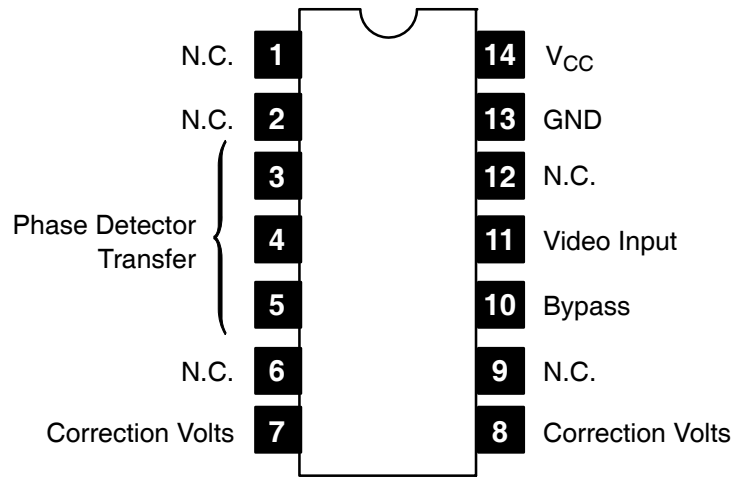 N.C. 1 14 VCC
N.C. 2 13 GND
3 12 N.C.
Phase Detector
Transfer
4 11 Video Input
5 10 Bypass
N.C. 6 9 N.C.
Correction Volts 7 8 Correction Volts